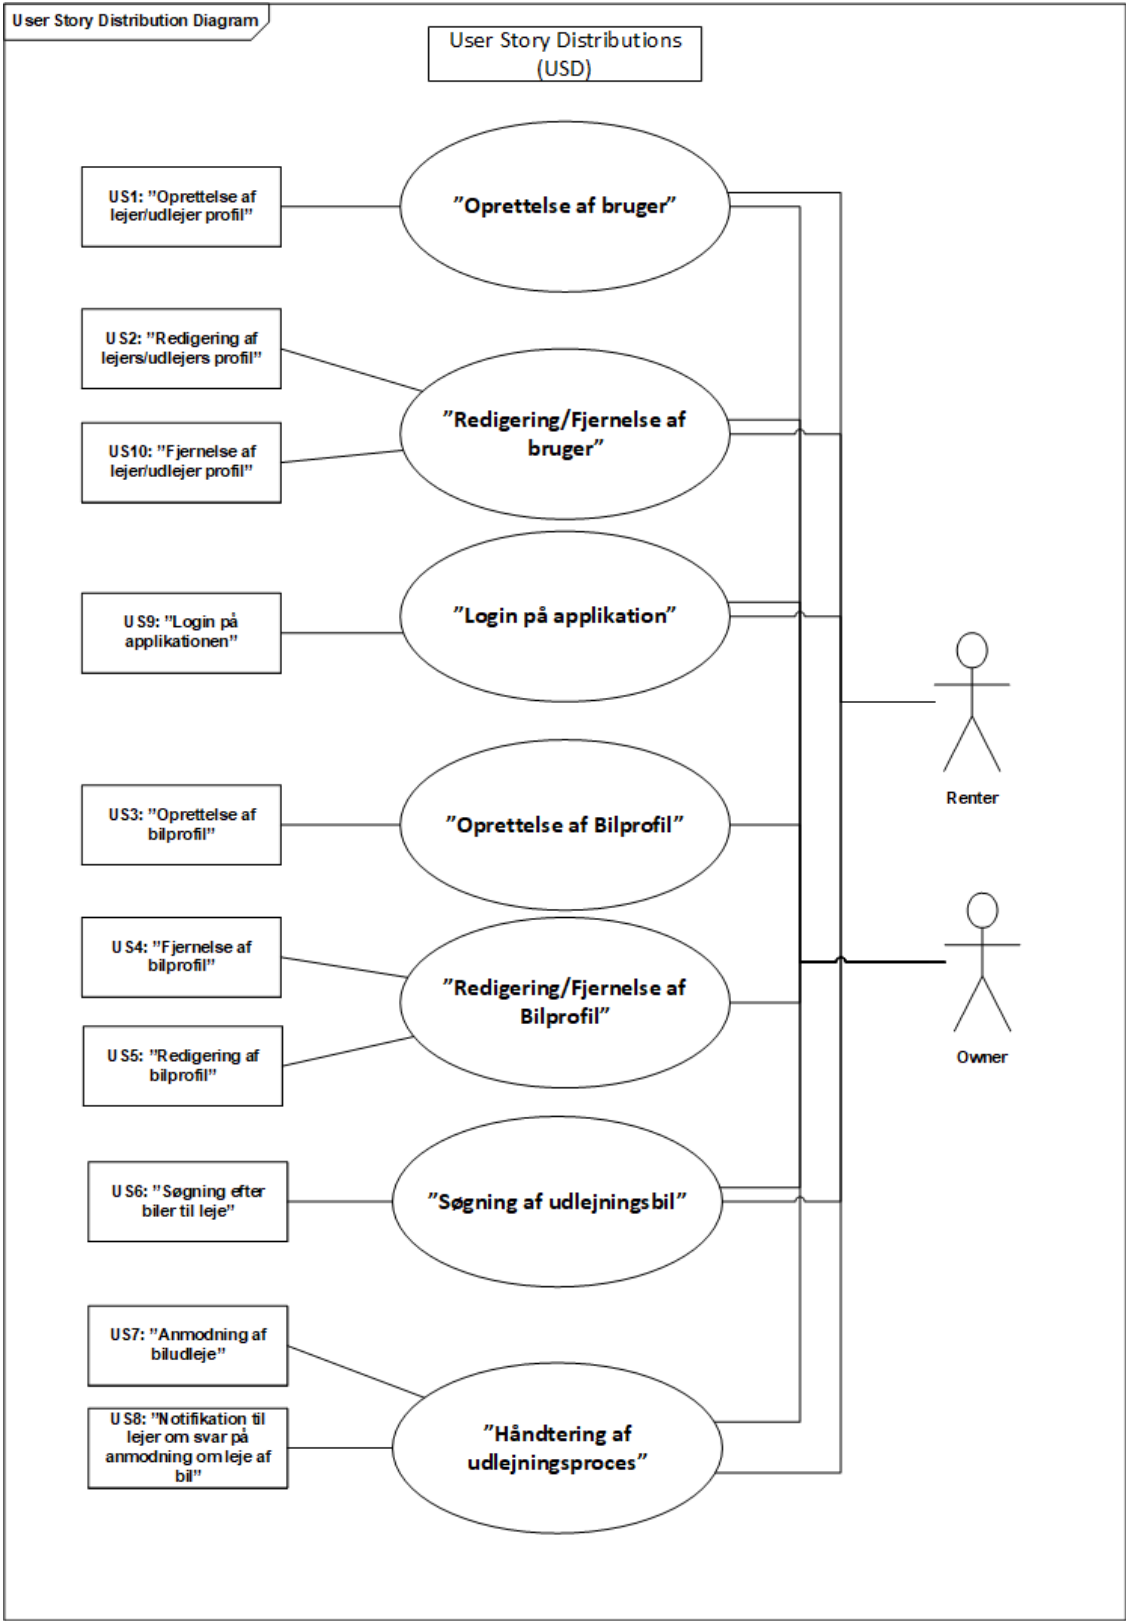 User Story Distribution Diagram
User Story Distributions
(USD)
US1: ”Oprettelse af
lejer/udlejer profil”
”Oprettelse af bruger”
US2: ”Redigering af
lejers/udlejers profil”
”Redigering/Fjernelse af
bruger”
US10: ”Fjernelse af
lejer/udlejer profil”
US9: ”Login på
applikationen”
”Login på applikation”
Renter
US3: ”Oprettelse af
bilprofil”
”Oprettelse af Bilprofil”
US4: ”Fjernelse af
bilprofil”
”Redigering/Fjernelse af
Bilprofil”
US5: ”Redigering af
bilprofil”
Owner
US6: ”Søgning efter
biler til leje”
”Søgning af udlejningsbil”
US7: ”Anmodning af
biludleje”
US8: ”Notifikation til
lejer om svar på
anmodning om leje af
bil”
”Håndtering af
udlejningsproces”